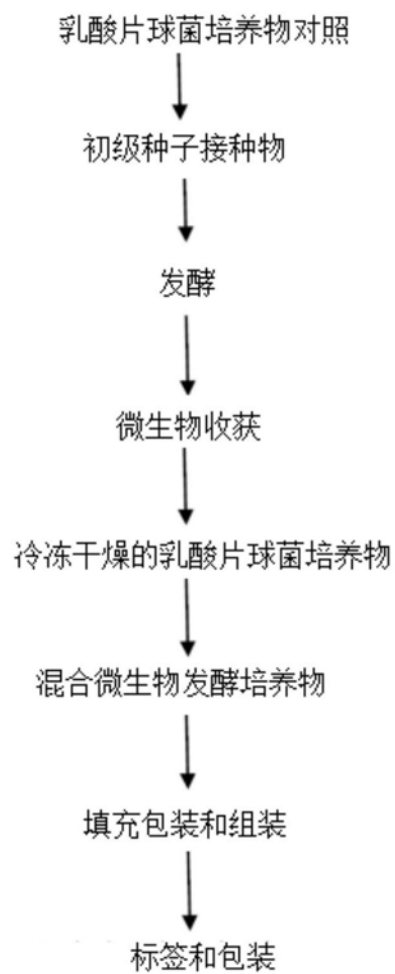 乳酸片球菌培养物对照
初级种子接种物
发酵
微生物收获
冷冻干燥的乳酸片球菌培养物
混合微生物发酵培养物
填充包装和组装
标签和包装